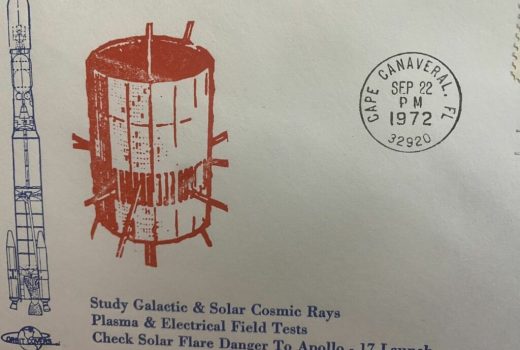 CAPE CANAVERAL, FL
SEP 22
PM
1972
32920
Study Galactic & Solar Cosmic Rays
Plasma & Electrical Field Tests
Check Solar Flare Danger To Apollo - 17 Launch